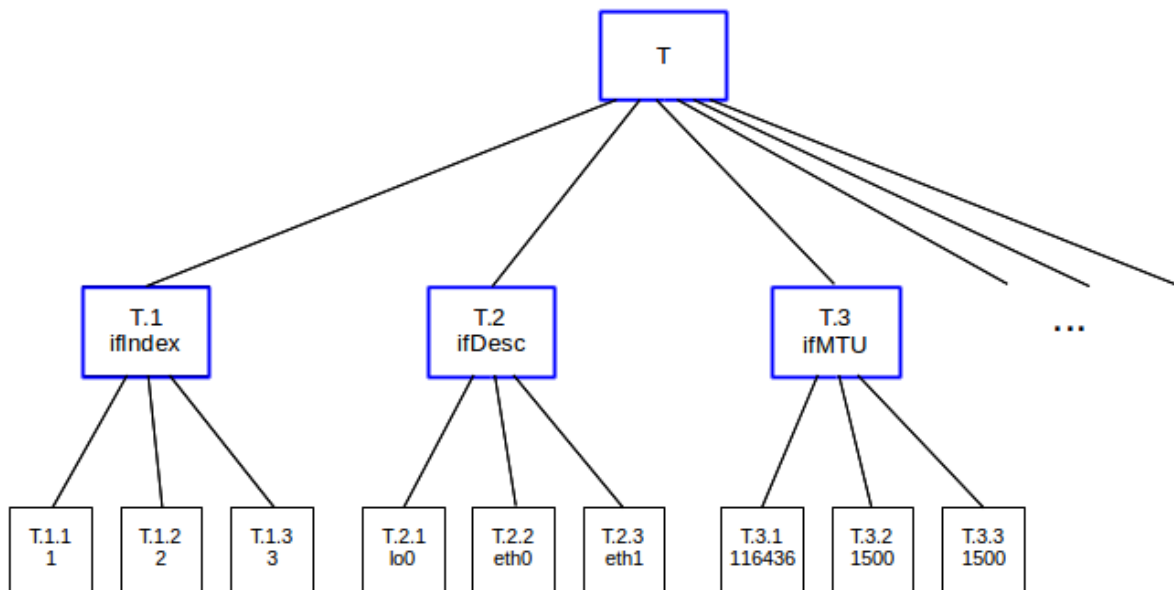 T
T.1
ifIndex
T.2
ifDesc
T.3
ifMTU
...
T.1.1
1
T.1.2
2
T.1.3
3
T.2.1
lo0
T.2.2
eth0
T.2.3
eth1
T.3.1
116436
T.3.2
1500
T.3.3
1500